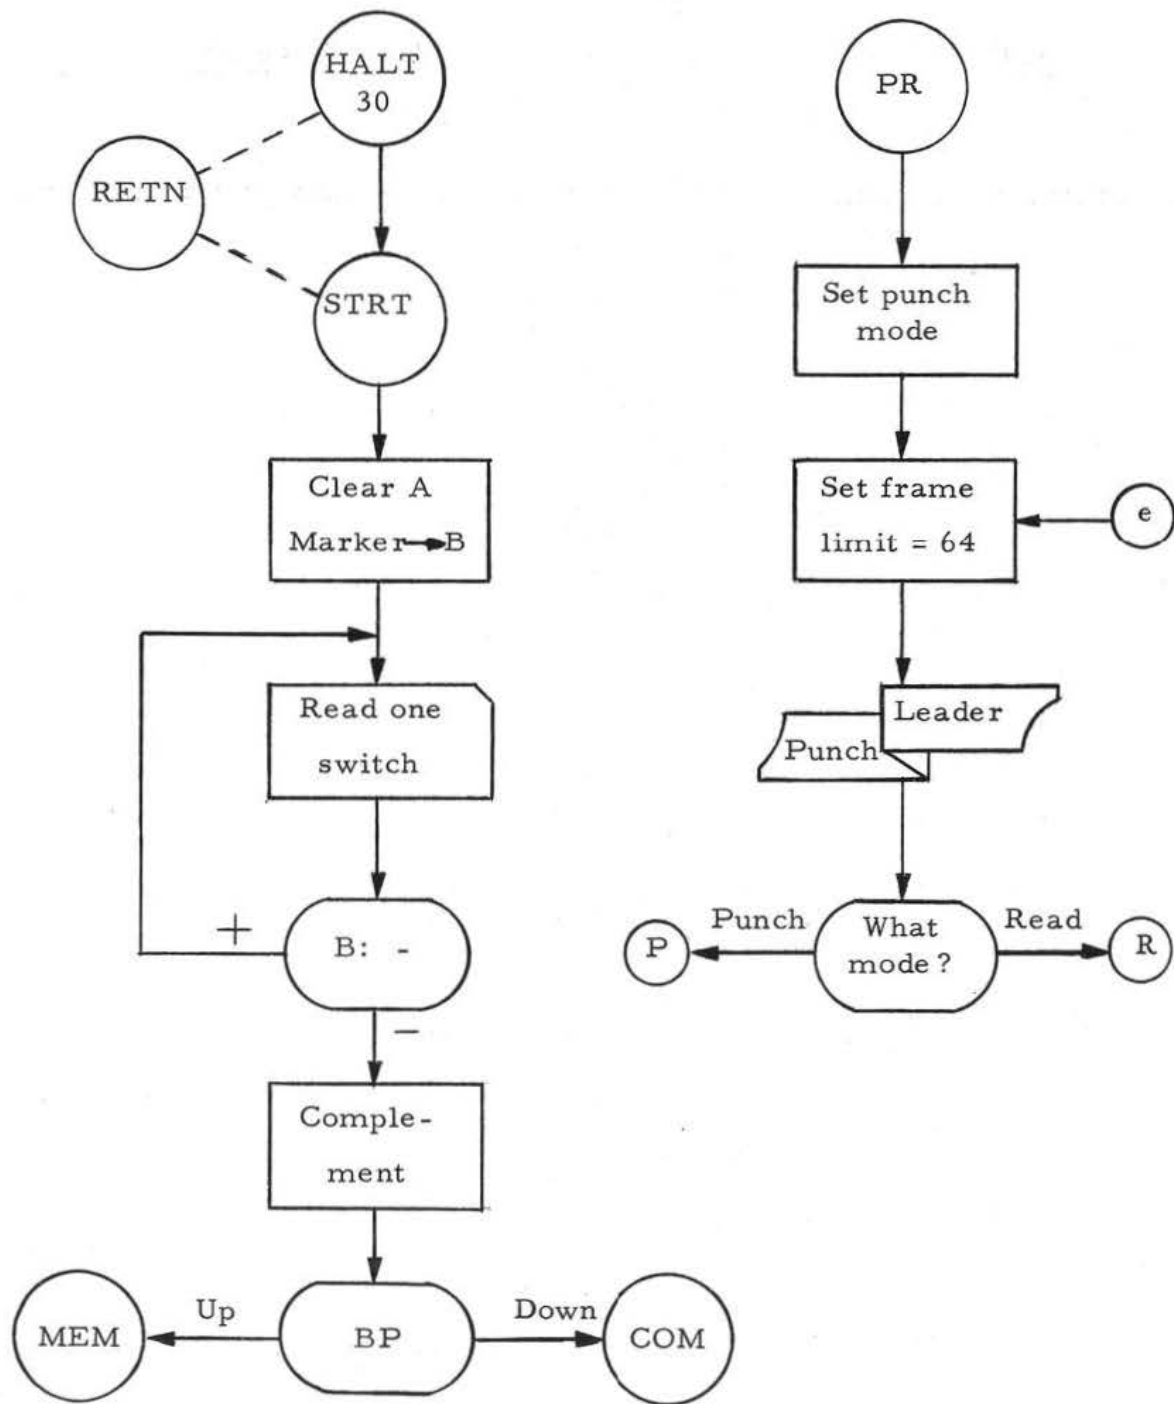 HALT
30
RETN
STRT
Clear A
Marker→B
Read one
switch
+
B: -
-
Comple-
ment
Up
Down
MEM
BP
COM
PR
Set punch
mode
Set frame
limit = 64
e
Leader
Punch
Punch
What
mode?
Read
P
R